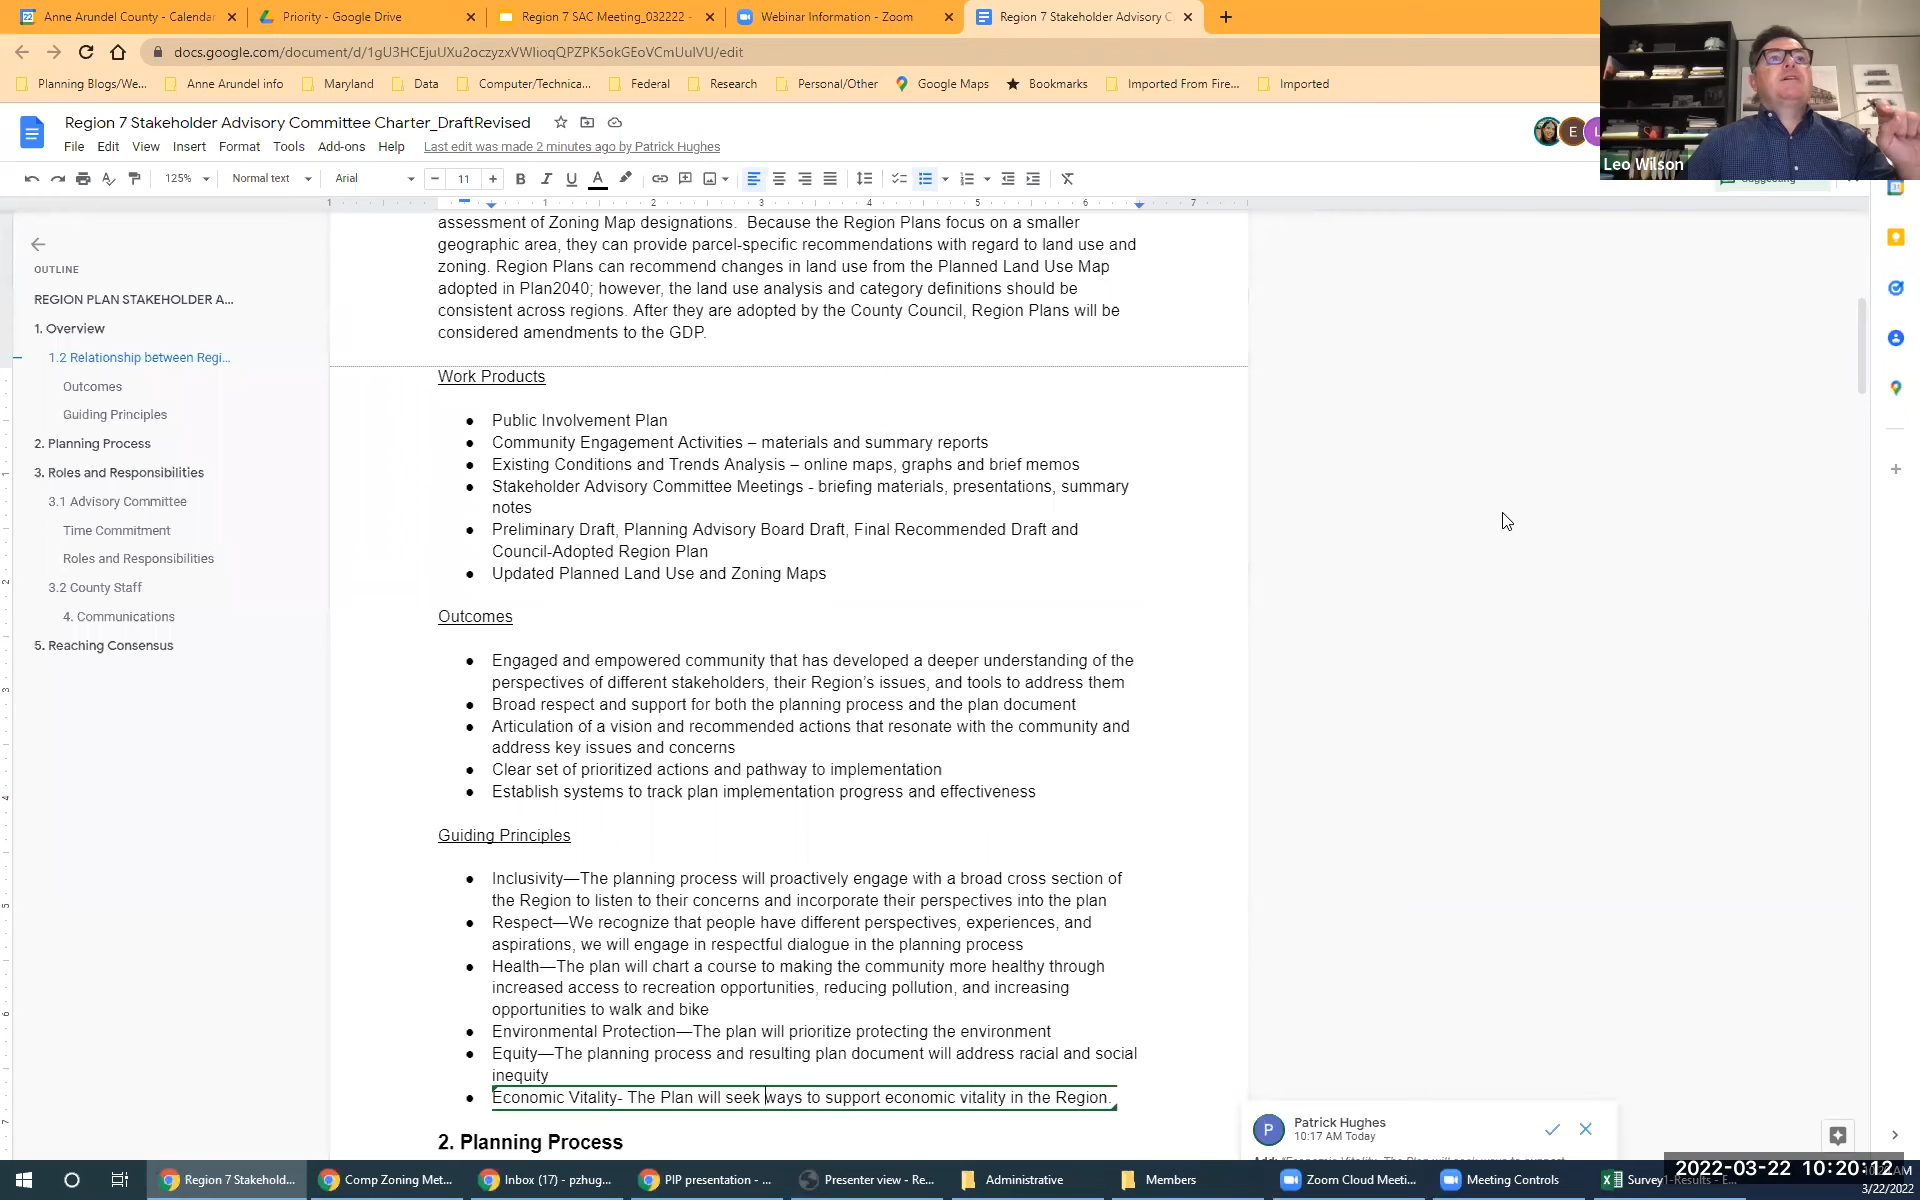 Anne Arundel County - Calendar
Priority - Google Drive
Region 7 SAC Meeting_032222 -
Webinar Information - Zoom
Region 7 Stakeholder Advisory C
docs.google.com/document/d/1gU3HCEjuUXu2oczyzxVWIioqQPZPK5okGEoVCmUulVU/edit
Planning Blogs/We...
Anne Arundel info
Maryland
Data
Computer/Technica...
Federal
Research
Personal/Other
Google Maps
Bookmarks
Imported From Fire...
Imported
Leo Wilson
Region 7 Stakeholder Advisory Committee Charter_DraftRevised
E
File Edit View Insert Format Tools Add-ons Help Last edit was made 2 minutes ago by Patrick Hughes
125% Normal text Arial 11
1 1 2 3 4 5 6 7
OUTLINE
REGION PLAN STAKEHOLDER A...
1. Overview
1.2 Relationship between Regi...
Outcomes
Guiding Principles
2. Planning Process
3. Roles and Responsibilities
3.1 Advisory Committee
Time Commitment
Roles and Responsibilities
3.2 County Staff
4. Communications
5. Reaching Consensus
assessment of Zoning Map designations. Because the Region Plans focus on a smaller
geographic area, they can provide parcel-specific recommendations with regard to land use and
zoning. Region Plans can recommend changes in land use from the Planned Land Use Map
adopted in Plan2040; however, the land use analysis and category definitions should be
consistent across regions. After they are adopted by the County Council, Region Plans will be
considered amendments to the GDP.
Work Products
● Public Involvement Plan
● Community Engagement Activities – materials and summary reports
● Existing Conditions and Trends Analysis – online maps, graphs and brief memos
● Stakeholder Advisory Committee Meetings - briefing materials, presentations, summary
notes
● Preliminary Draft, Planning Advisory Board Draft, Final Recommended Draft and
Council-Adopted Region Plan
● Updated Planned Land Use and Zoning Maps
Outcomes
● Engaged and empowered community that has developed a deeper understanding of the
perspectives of different stakeholders, their Region's issues, and tools to address them
● Broad respect and support for both the planning process and the plan document
● Articulation of a vision and recommended actions that resonate with the community and
address key issues and concerns
● Clear set of prioritized actions and pathway to implementation
● Establish systems to track plan implementation progress and effectiveness
Guiding Principles
● Inclusivity—The planning process will proactively engage with a broad cross section of
the Region to listen to their concerns and incorporate their perspectives into the plan
● Respect—We recognize that people have different perspectives, experiences, and
aspirations, we will engage in respectful dialogue in the planning process
● Health—The plan will chart a course to making the community more healthy through
increased access to recreation opportunities, reducing pollution, and increasing
opportunities to walk and bike
● Environmental Protection—The plan will prioritize protecting the environment
● Equity—The planning process and resulting plan document will address racial and social
inequity
● Economic Vitality- The Plan will seek ways to support economic vitality in the Region.
2. Planning Process
P
Patrick Hughes
10:17 AM Today
Region 7 Stakehold...
Comp Zoning Met...
Inbox (17) - pzhug...
PIP presentation - ...
Presenter view - Re...
Administrative
Members
Zoom Cloud Meeti...
Meeting Controls
Survey
2022-03-22 10:20:12
3/22/2022